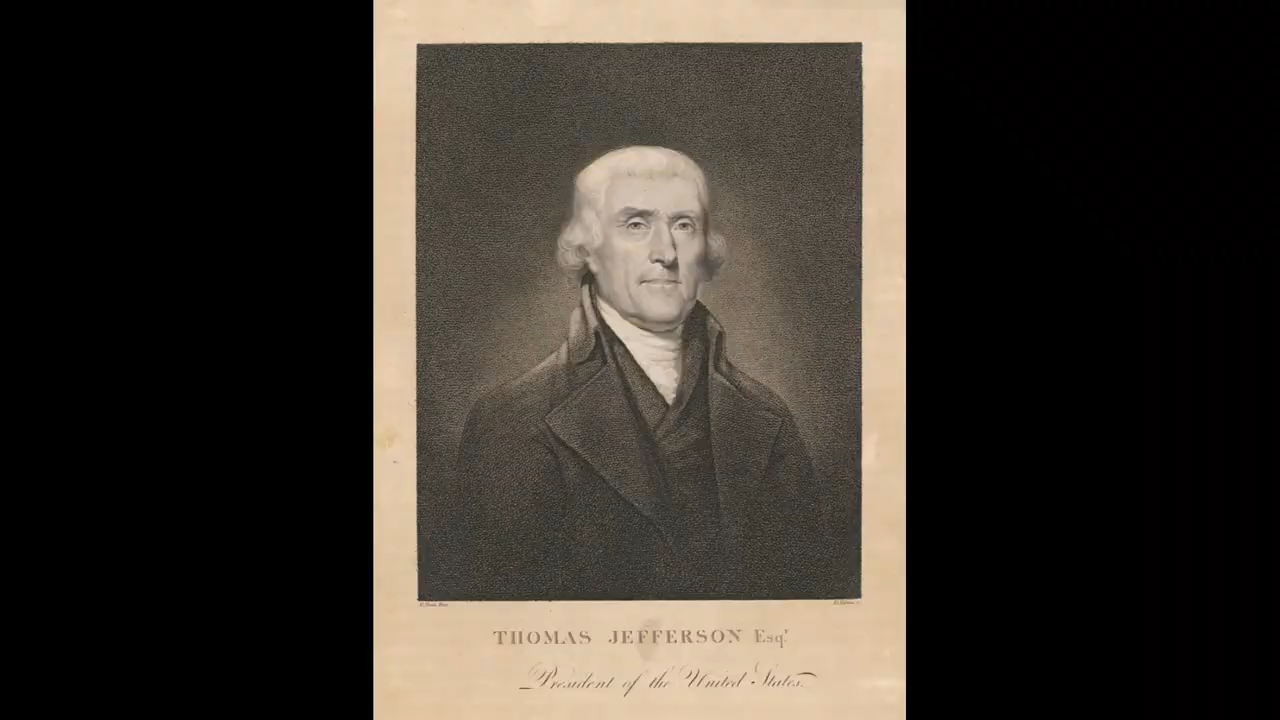 THOMAS JEFFERSON Esqr
President of the United States.